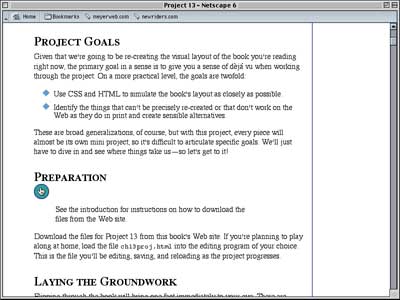 Project 13 - Netscape 6
Home Bookmarks meyerweb.com newriders.com
PROJECT GOALS
Given that we're going to be re-creating the visual layout of the book you're reading
right now, the primary goal in a sense is to give you a sense of déjà vu when working
through the project. On a more practical level, the goals are twofold:
Use CSS and HTML to simulate the book's layout as closely as possible.
Identify the things that can't be precisely re-created or that don't work on the
Web as they do in print and create sensible alternatives.
These are broad generalizations, of course, but with this project, every piece will
almost be its own mini project, so it's difficult to articulate specific goals. We'll just
have to dive in and see where things take us—so let's get to it!
PREPARATION
See the introduction for instructions on how to download the
files from the Web site.
Download the files for Project 13 from this book's Web site. If you're planning to play
along at home, load the file ch13proj.html into the editing program of your choice.
This is the file you'll be editing, saving, and reloading as the project progresses.
LAYING THE GROUNDWORK